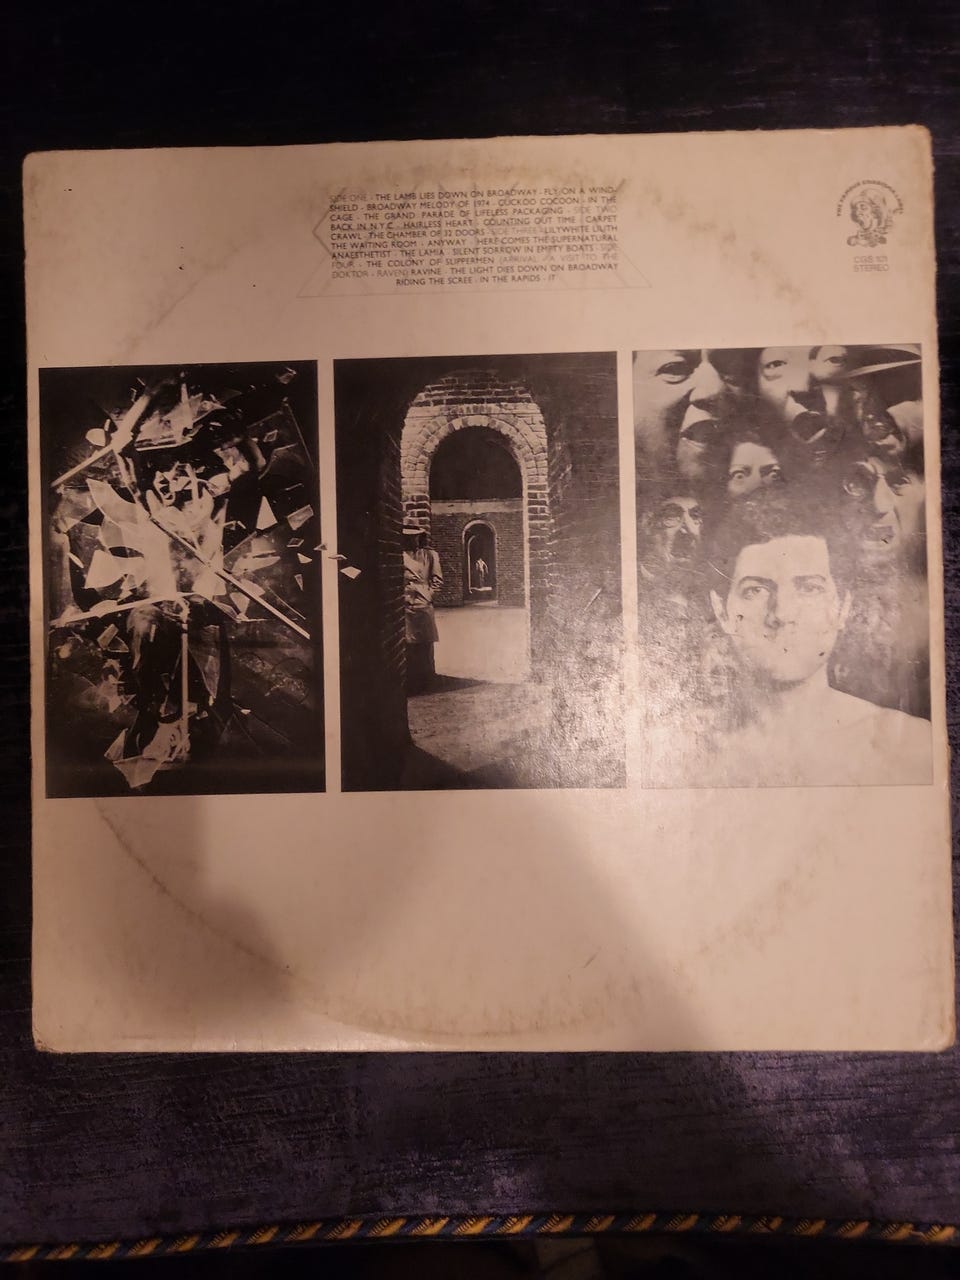 SIDE ONE · THE LAMB LIES DOWN ON BROADWAY · FLY ON A WIND-
SHIELD · BROADWAY MELODY OF 1974 · CUCKOO COCOON · IN THE
CAGE · THE GRAND PARADE OF LIFELESS PACKAGING · SIDE TWO
BACK IN N.Y.C. · HAIRLESS HEART · COUNTING OUT TIME · CARPET
CRAWL · THE CHAMBER OF 32 DOORS · SIDE THREE · LILYWHITE LILITH
THE WAITING ROOM · ANYWAY · HERE COMES THE SUPERNATURAL
ANAESTHETIST · THE LAMIA · SILENT SORROW IN EMPTY BOATS · SIDE
FOUR · THE COLONY OF SLIPPERMEN (ARRIVAL · A VISIT TO THE
DOKTOR · RAVEN) RAVINE · THE LIGHT DIES DOWN ON BROADWAY
RIDING THE SCREE · IN THE RAPIDS · IT
THE FAMOUS CHARISMA LABEL
CGS 101
STEREO